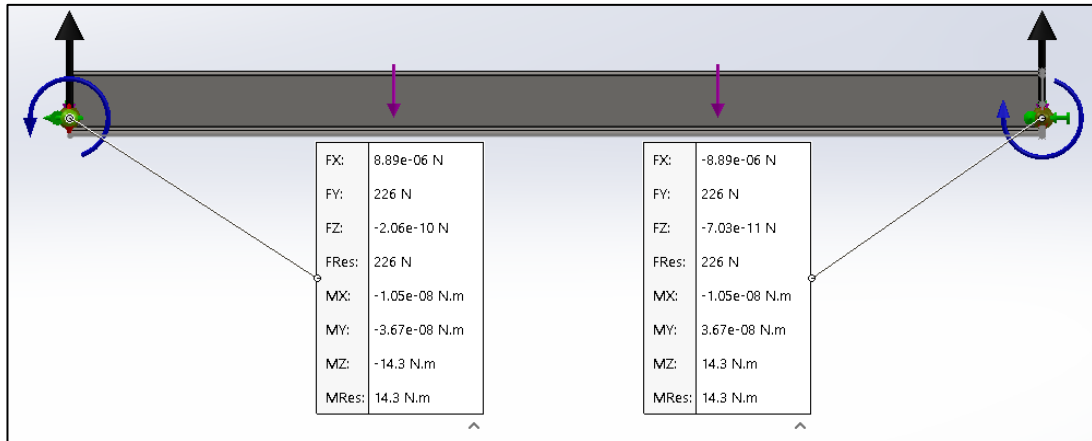 FX: 8.89e-06 N
FY: 226 N
FZ: -2.06e-10 N
FRes: 226 N
MX: -1.05e-08 N.m
MY: -3.67e-08 N.m
MZ: -14.3 N.m
MRes: 14.3 N.m
FX: -8.89e-06 N
FY: 226 N
FZ: -7.03e-11 N
FRes: 226 N
MX: -1.05e-08 N.m
MY: 3.67e-08 N.m
MZ: 14.3 N.m
MRes: 14.3 N.m